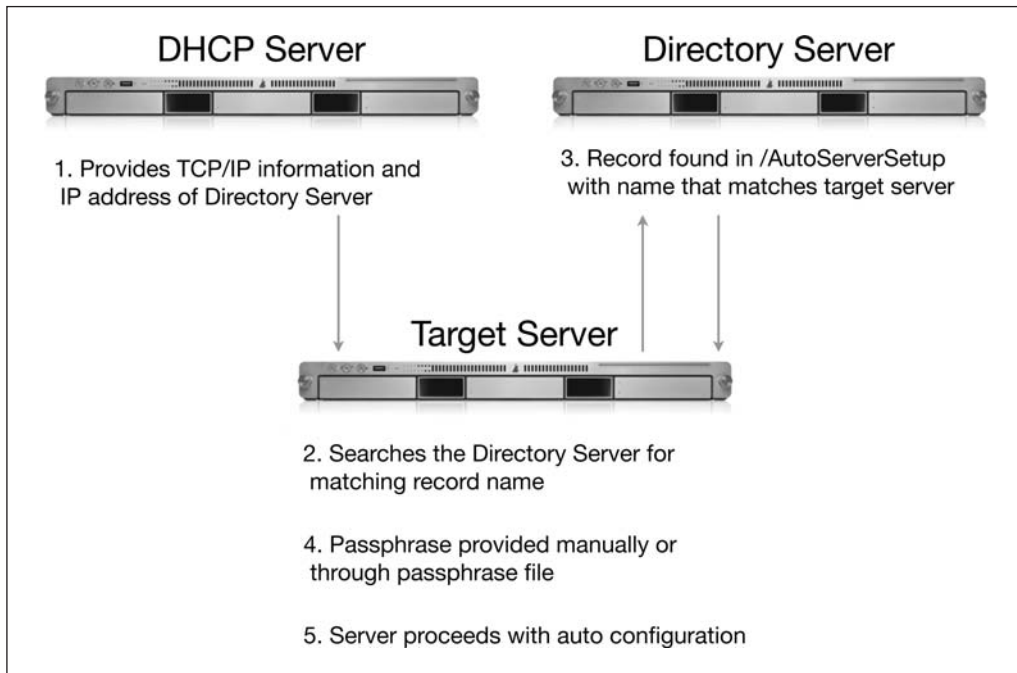 DHCP Server
Directory Server
1. Provides TCP/IP information and
IP address of Directory Server
3. Record found in /AutoServerSetup
with name that matches target server
Target Server
2. Searches the Directory Server for
matching record name
4. Passphrase provided manually or
through passphrase file
5. Server proceeds with auto configuration